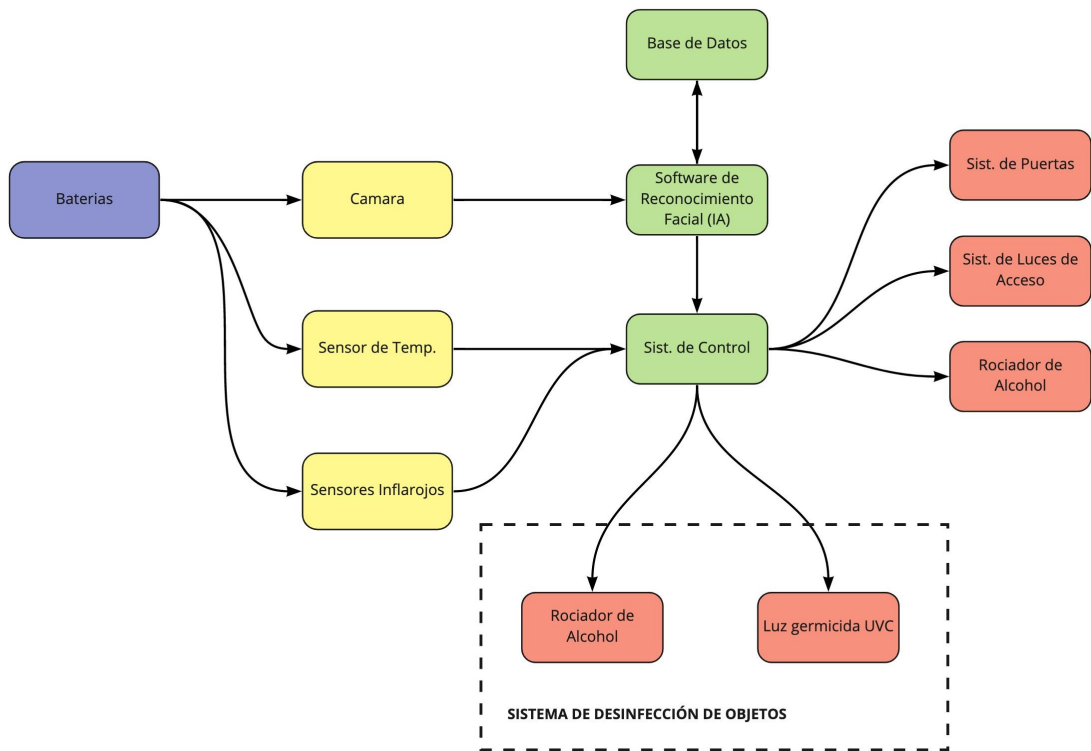 Base de Datos
Baterias
Camara
Software de
Reconocimiento
Facial (IA)
Sist. de Puertas
Sist. de Luces de
Acceso
Sensor de Temp.
Sist. de Control
Rociador de
Alcohol
Sensores Inflarojos
Rociador de
Alcohol
Luz germicida UVC
SISTEMA DE DESINFECCIÓN DE OBJETOS